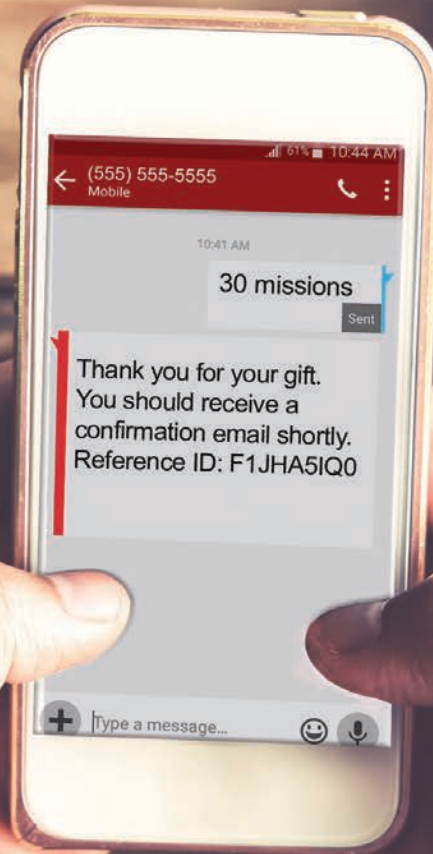 61% 10:44 AM
(555) 555-5555
Mobile
10:41 AM
30 missions
Sent
Thank you for your gift.
You should receive a
confirmation email shortly.
Reference ID: F1JHA5IQ0
Type a message...